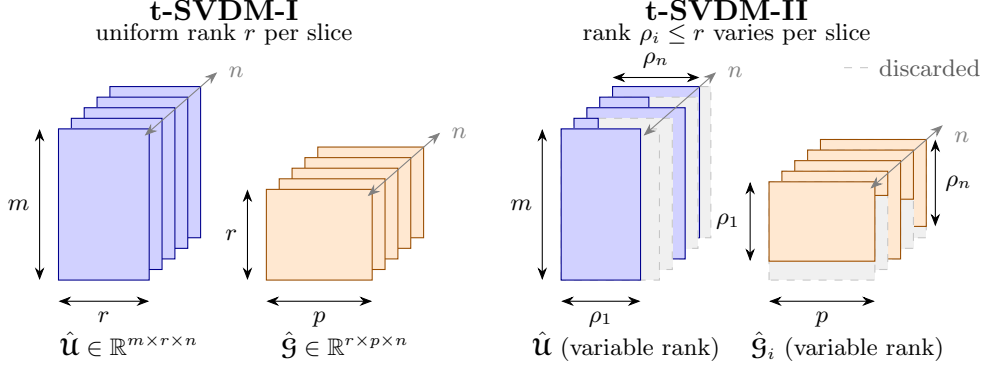 t-SVDM-I
uniform rank r per slice
n
m
r
n
r
p
𝓤̂ ∈ ℝ^{m×r×n}
𝓖̂ ∈ ℝ^{r×p×n}
t-SVDM-II
rank ρ_i ≤ r varies per slice
ρ_n
n
discarded
m
ρ_1
n
ρ_n
ρ_1
p
𝓤̂ (variable rank)
𝓖̂_i (variable rank)